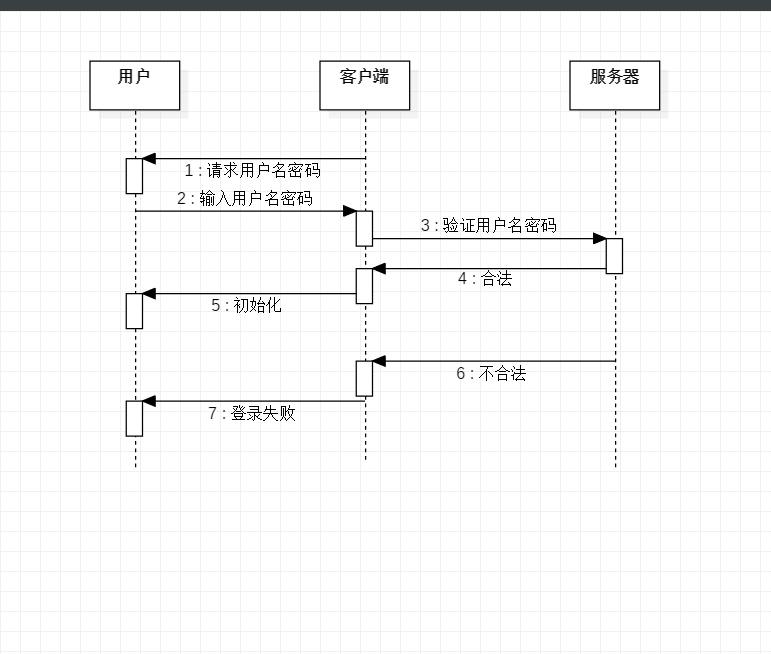 用户
客户端
服务器
1 : 请求用户名密码
2 : 输入用户名密码
3 : 验证用户名密码
4 : 合法
5 : 初始化
6 : 不合法
7 : 登录失败